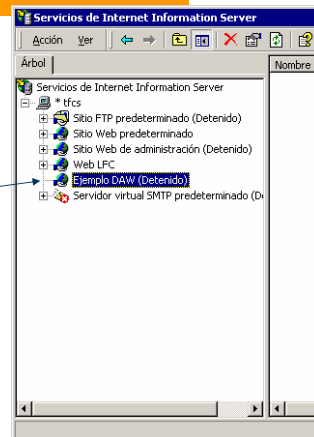 Servicios de Internet Information Server
Acción Ver
Árbol
Nombre
Servicios de Internet Information Server
* tfcs
Sitio FTP predeterminado (Detenido)
Sitio Web predeterminado
Sitio Web de administración (Detenido)
Web LFC
Ejemplo DAW (Detenido)
Servidor virtual SMTP predeterminado (De